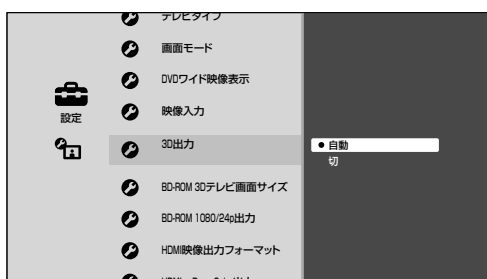 テレビタイプ
画面モード
DVDワイド映像表示
映像入力
設定
3D出力
● 自動
切
BD-ROM 3Dテレビ画面サイズ
BD-ROM 1080/24p出力
HDMI映像出力フォーマット